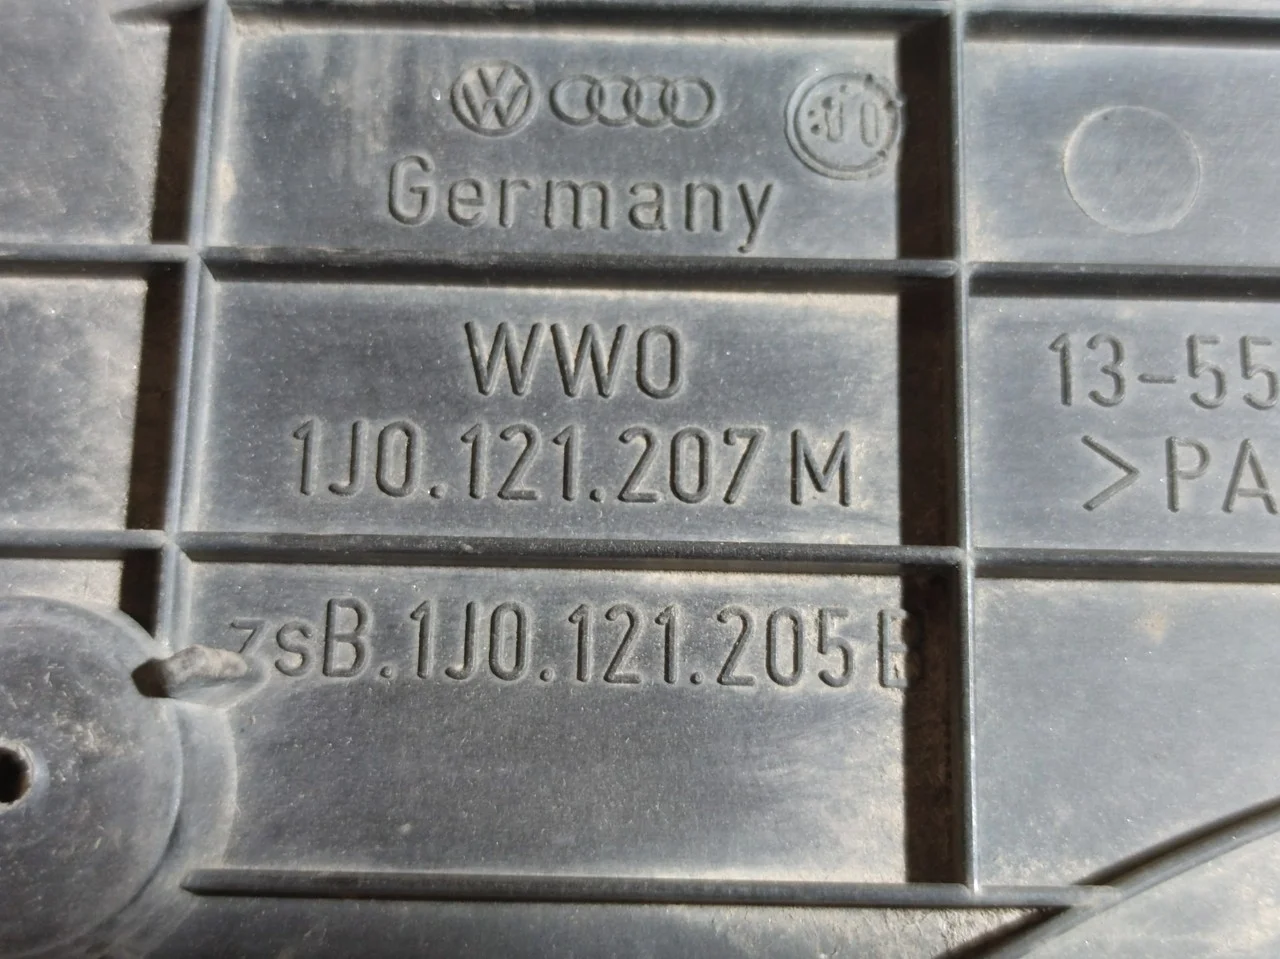 Germany
WWO
1J0.121.207 M
zsB.1J0.121.205 B
13-55
>PA